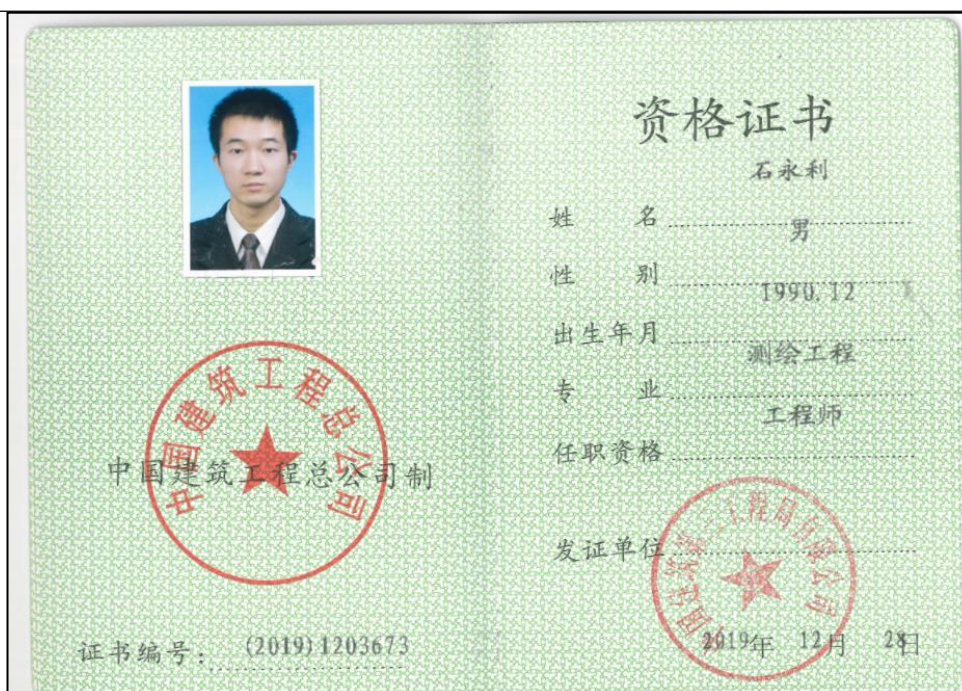 中国建筑工程总公司
中国建筑工程总公司制
证书编号：(2019)1203673
资格证书
姓 名 石永利
性 别 男
出生年月 1990.12
专 业 测绘工程
任职资格 工程师
发证单位
2019年 12月 28日